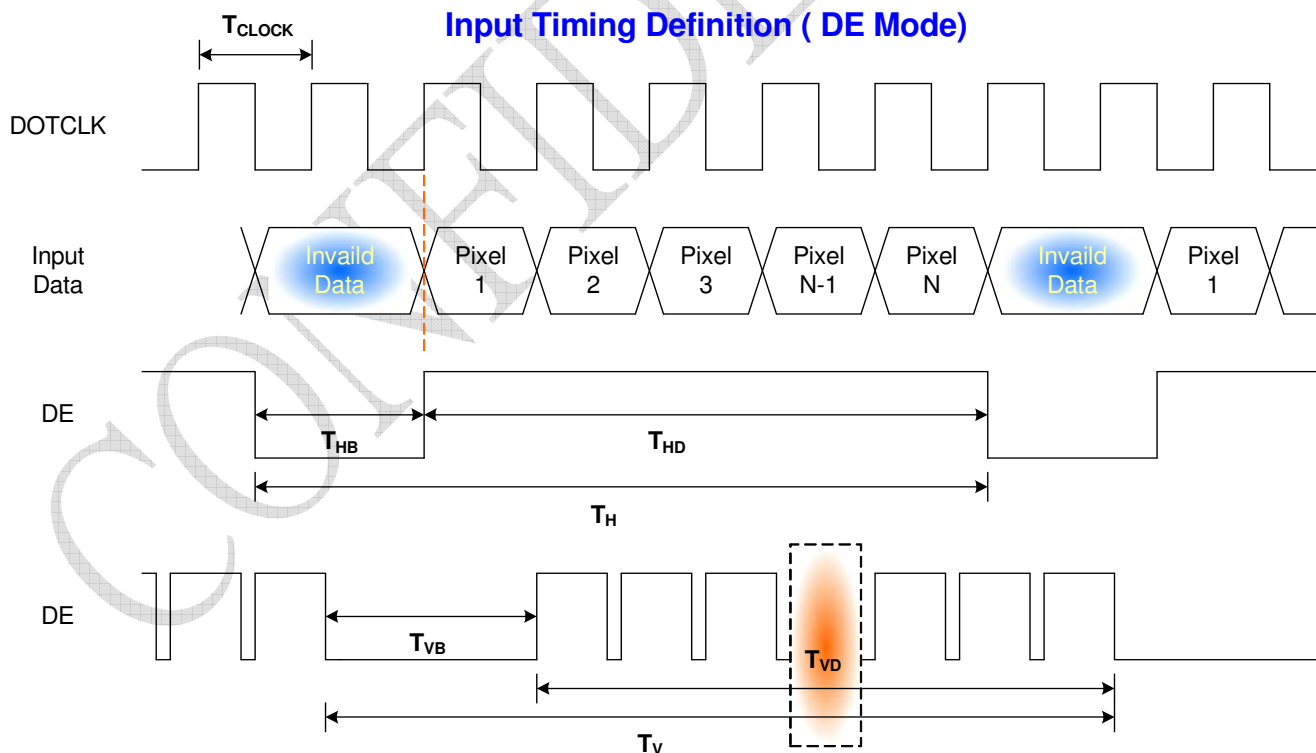 Input Timing Definition ( DE Mode)
TCLOCK
DOTCLK
Input
Data
Invaild
Data
Pixel
1
Pixel
2
Pixel
3
Pixel
N-1
Pixel
N
Invaild
Data
Pixel
1
DE
THB
THD
TH
DE
TVB
TVD
TV